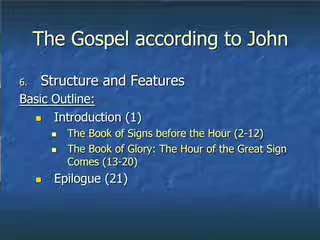 The Gospel according to John
6. Structure and Features
Basic Outline:
Introduction (1)
The Book of Signs before the Hour (2-12)
The Book of Glory: The Hour of the Great Sign
Comes (13-20)
Epilogue (21)